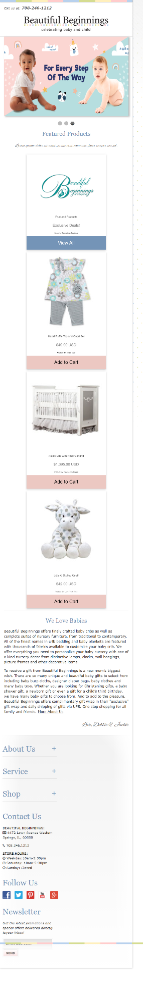 Call us at: 708-246-1212
Beautiful Beginnings
celebrating baby and child
For Every Step
Of The Way
Featured Products
Lorem ipsum dolor sit
Beautiful
Beginnings
and beyond
Featured Products
Exclusive Deals!
Beautiful Beginnings Boutique
View All
Hazel Ruffle Top and Capri Set
$49.00 USD
Product By:
Add to Cart
Alexis Crib with Rose Garland
$1,395.00 USD
Product By: Newport Cottages
Add to Cart
Little G Stuffed Giraff
$42.00 USD
Product By:
Add to Cart
We Love Babies
Beautiful Beginnings offers finely crafted baby cribs as well as
complete suites of nursery furniture, from traditional to contemporary.
All of the finest names in crib bedding and baby blankets are featured
with thousands of fabrics available to customize your baby crib. We
offer everything you need to personalize your baby nursery with one of
a kind nursery decor from distinctive lamps, clocks, wall hangings,
picture frames and other decorative items.
To receive a gift from Beautiful Beginnings is a new mom's biggest
wish. There are so many unique and beautiful baby gifts to select from
including baby burp cloths, designer diaper bags, baby clothes and
many baby toys. Whether you are looking for Christening gifts, a baby
shower gift, a newborn gift or even a gift for a child's third birthday,
we have many baby gifts to choose from. And to add to the pleasure,
Beautiful Beginnings offers complimentary gift wrap in their "exclusive"
gift wrap and daily shipping of gifts via UPS. One stop shopping for all
family and friends. More About Us
Love, Debbie & Jackie
About Us +
Service +
Shop +
Contact Us
BEAUTIFUL BEGINNINGS:
4472 Lawn Avenue Western
Springs, IL, 60558
708.246.1212
STORE HOURS:
Weekday:10am-5:30pm
Saturday: 10am-5:30pm
Sunday: Closed
Follow Us
Newsletter
Get the latest promotions and
special offers delivered directly
toyour inbox!
SEND